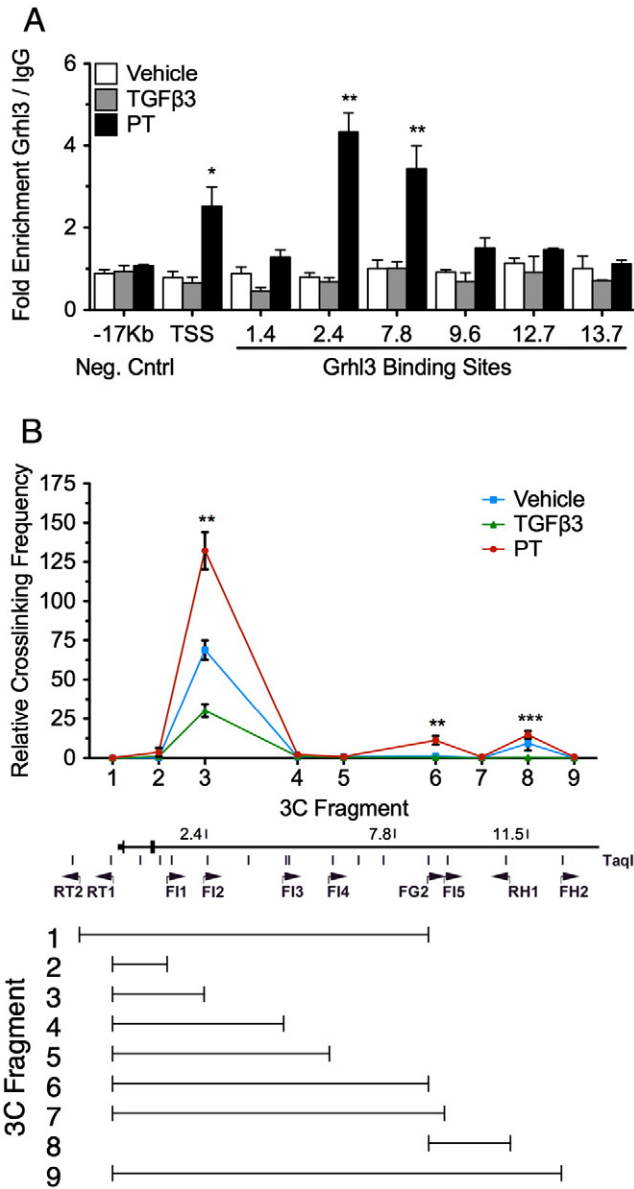 A
Fold Enrichment Grhl3 / IgG
6
4
2
0
Vehicle
TGFβ3
PT
*
**
**
-17Kb TSS 1.4 2.4 7.8 9.6 12.7 13.7
Neg. Cntrl Grhl3 Binding Sites
B
Relative Crosslinking Frequency
175
150
125
100
75
50
25
0
Vehicle
TGFβ3
PT
**
**
***
1 2 3 4 5 6 7 8 9
3C Fragment
2.4 7.8 11.5
TaqI
RT2 RT1 FI1 FI2 FI3 FI4 FG2 FI5 RH1 FH2
3C Fragment
1
2
3
4
5
6
7
8
9